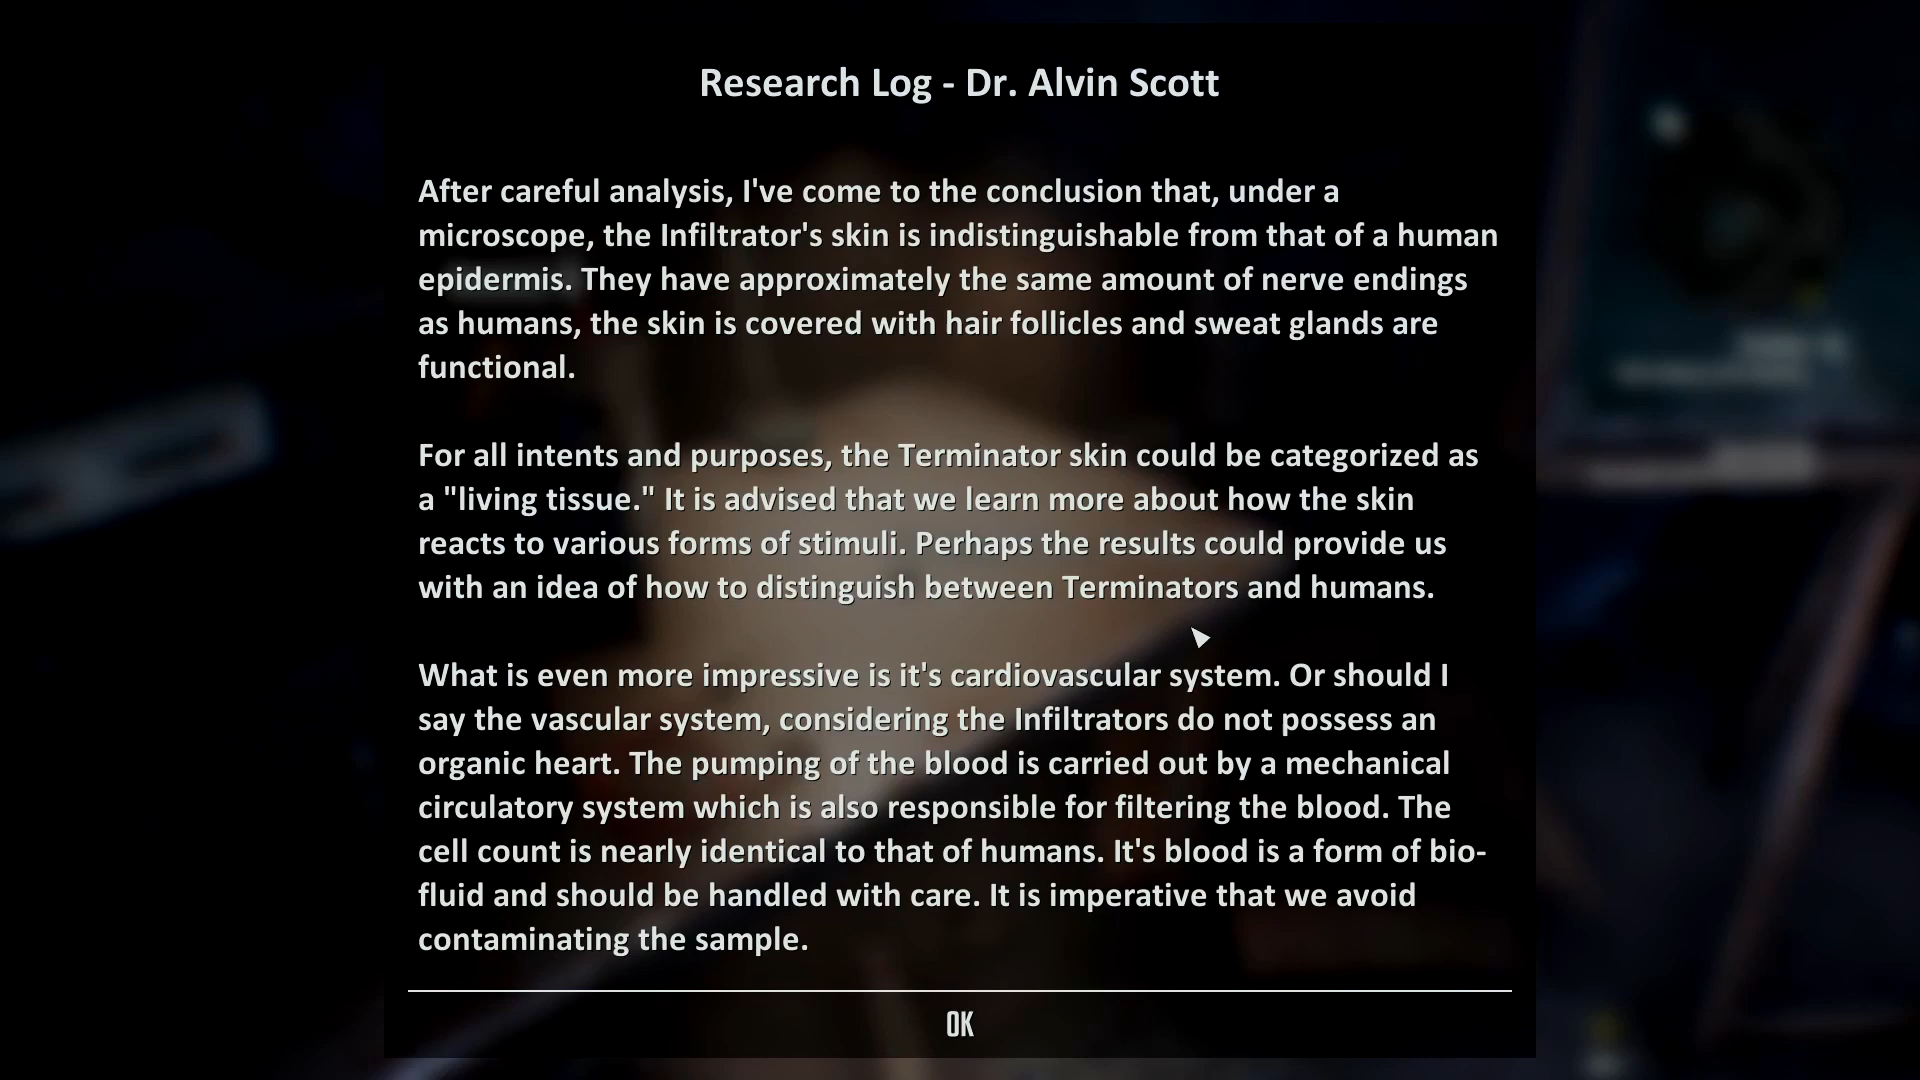 Research Log - Dr. Alvin Scott
After careful analysis, I've come to the conclusion that, under a
microscope, the Infiltrator's skin is indistinguishable from that of a human
epidermis. They have approximately the same amount of nerve endings
as humans, the skin is covered with hair follicles and sweat glands are
functional.
For all intents and purposes, the Terminator skin could be categorized as
a "living tissue." It is advised that we learn more about how the skin
reacts to various forms of stimuli. Perhaps the results could provide us
with an idea of how to distinguish between Terminators and humans.
What is even more impressive is it's cardiovascular system. Or should I
say the vascular system, considering the Infiltrators do not possess an
organic heart. The pumping of the blood is carried out by a mechanical
circulatory system which is also responsible for filtering the blood. The
cell count is nearly identical to that of humans. It's blood is a form of bio-
fluid and should be handled with care. It is imperative that we avoid
contaminating the sample.
OK